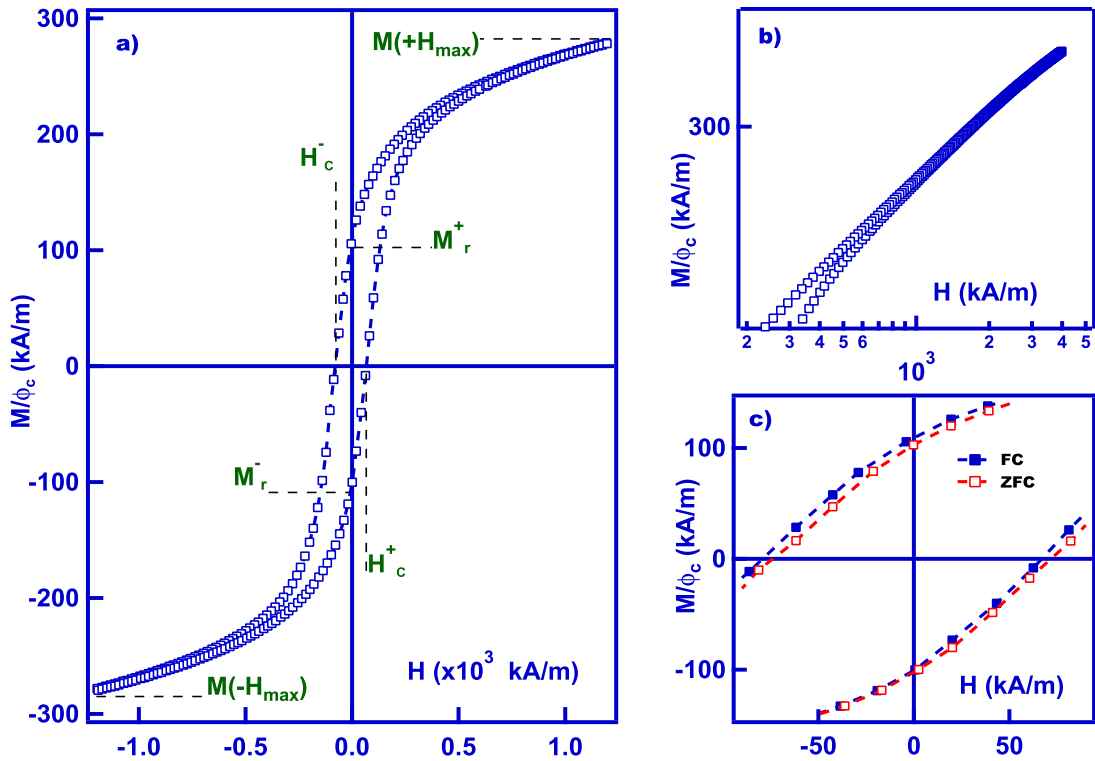 a)
M/ϕc (kA/m)
300
200
100
0
-100
-200
-300
-1.0 -0.5 0.0 0.5 1.0
H (x10³ kA/m)
M(+Hmax)
H⁻c
M⁺r
M⁻r
H⁺c
M(-Hmax)
b)
M/ϕc (kA/m)
300
H (kA/m)
2 3 4 5 6 2 3 4 5
10³
c)
M/ϕc (kA/m)
100
0
-100
FC
ZFC
H (kA/m)
-50 0 50